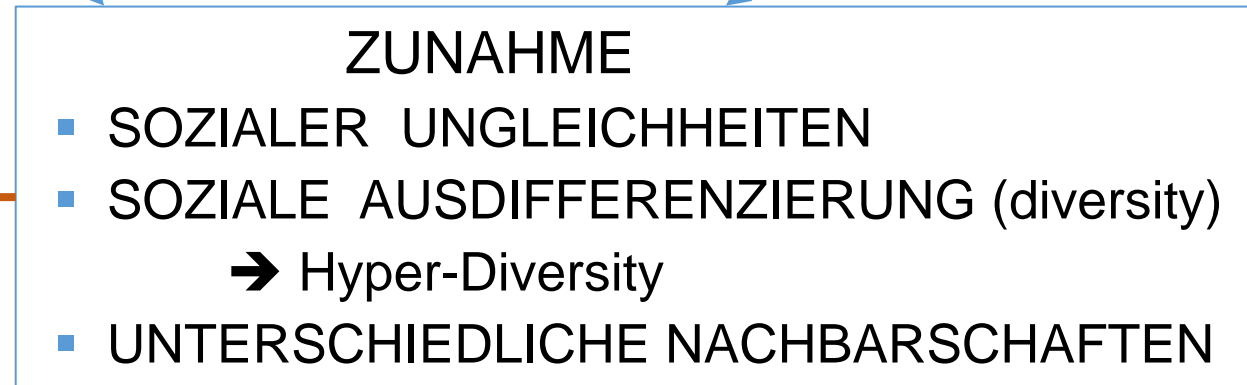 ZUNAHME
▪ SOZIALER UNGLEICHHEITEN
▪ SOZIALE AUSDIFFERENZIERUNG (diversity)
➔ Hyper-Diversity
▪ UNTERSCHIEDLICHE NACHBARSCHAFTEN